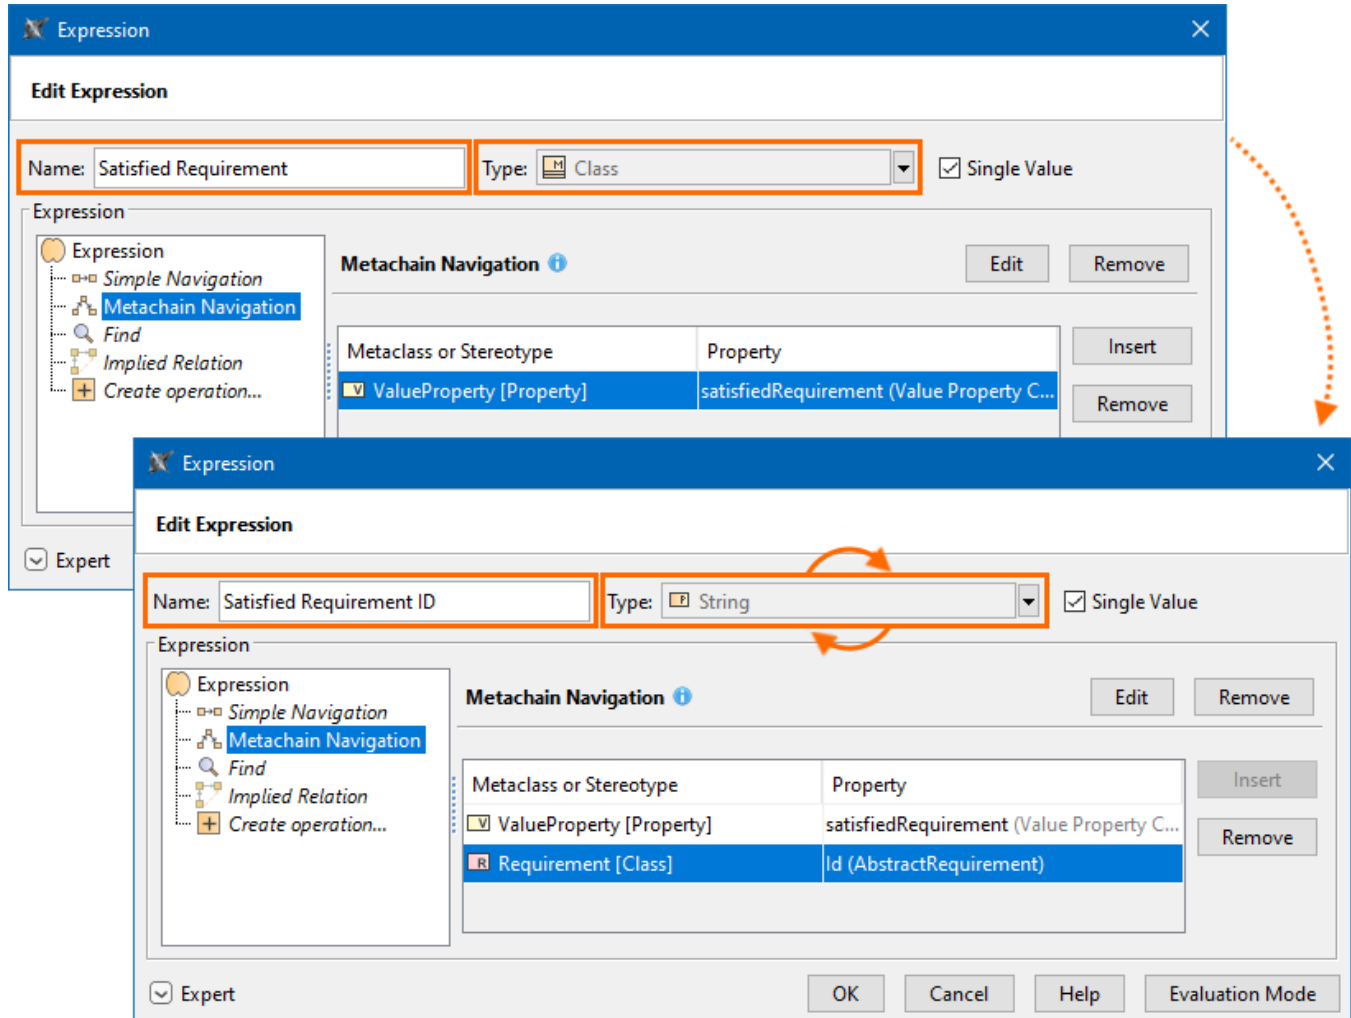 Expression
Edit Expression
Name: Satisfied Requirement Type: M Class Single Value
Expression
Expression
Simple Navigation
Metachain Navigation
Find
Implied Relation
Create operation...
Metachain Navigation Edit Remove
Metaclass or Stereotype Property Insert
V ValueProperty [Property] satisfiedRequirement (Value Property C... Remove
Expert
Expression
Edit Expression
Name: Satisfied Requirement ID Type: P String Single Value
Expression
Expression
Simple Navigation
Metachain Navigation
Find
Implied Relation
Create operation...
Metachain Navigation Edit Remove
Metaclass or Stereotype Property Insert
V ValueProperty [Property] satisfiedRequirement (Value Property C... Remove
R Requirement [Class] Id (AbstractRequirement)
Expert OK Cancel Help Evaluation Mode